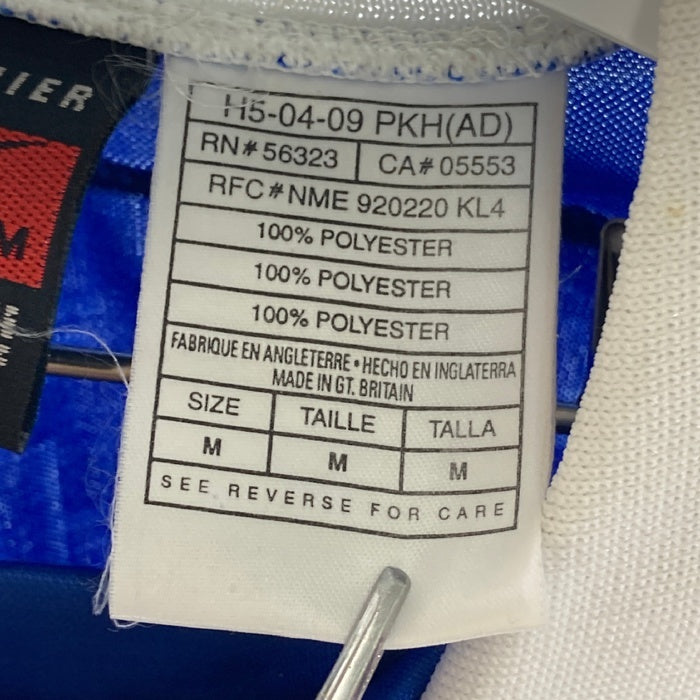 H5-04-09 PKH(AD)
RN# 56323 CA# 05553
RFC# NME 920220 KL4
100% POLYESTER
100% POLYESTER
100% POLYESTER
FABRIQUE EN ANGLETERRE • HECHO EN INGLATERRA
MADE IN GT. BRITAIN
SIZE TAILLE TALLA
M M M
SEE REVERSE FOR CARE
IER
M